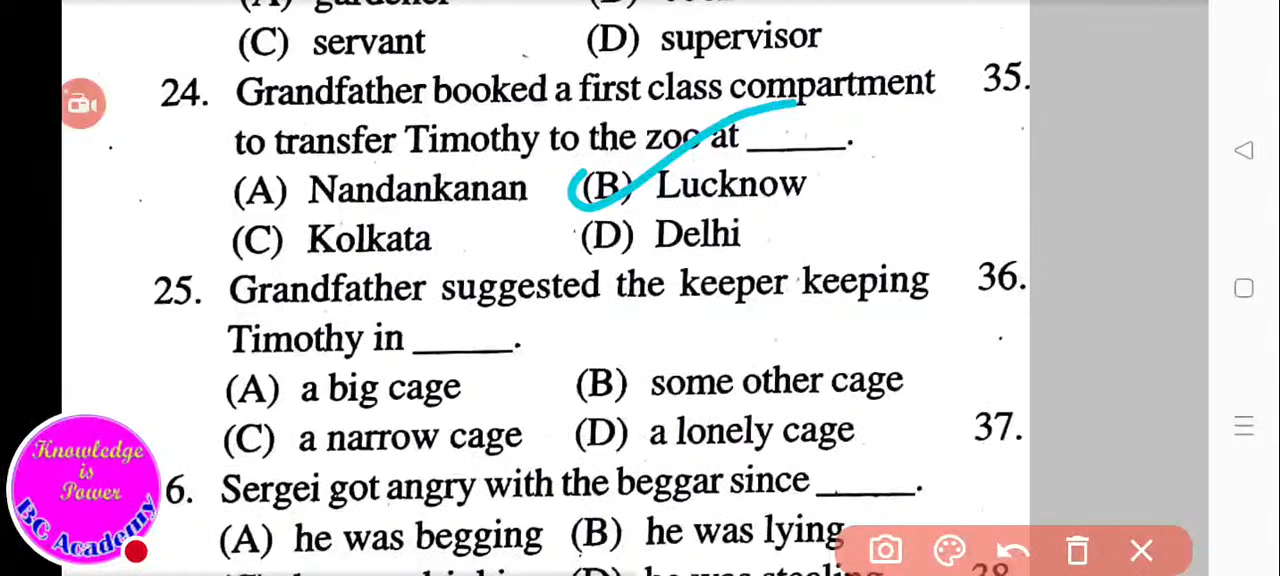 (C) servant (D) supervisor
24. Grandfather booked a first class compartment 35.
to transfer Timothy to the zoo at _____.
(A) Nandankanan (B) Lucknow
(C) Kolkata (D) Delhi
25. Grandfather suggested the keeper keeping 36.
Timothy in _____.
(A) a big cage (B) some other cage
(C) a narrow cage (D) a lonely cage 37.
6. Sergei got angry with the beggar since _____.
(A) he was begging (B) he was lying
Knowledge
is
Power
BC Academy